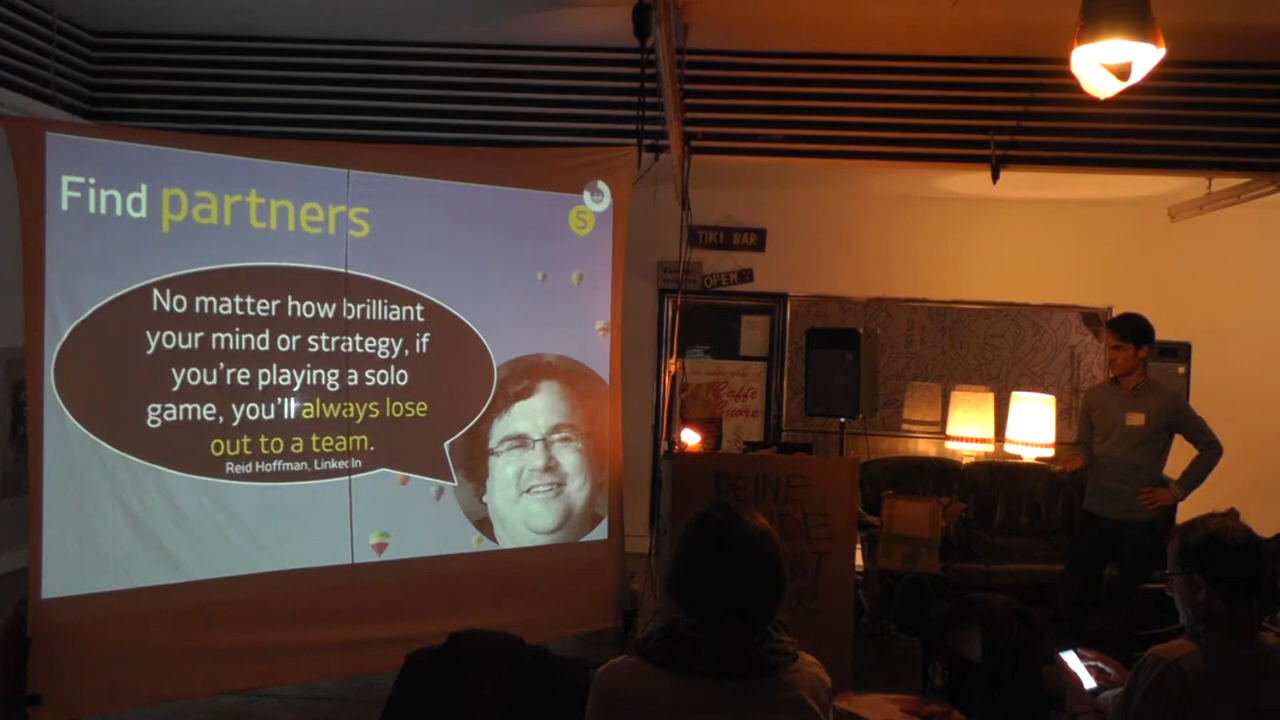 Find partners
S
No matter how brilliant
your mind or strategy, if
you're playing a solo
game, you'll always lose
out to a team.
Reid Hoffman, LinkedIn
TIKI BAR
OPEN
Caffè